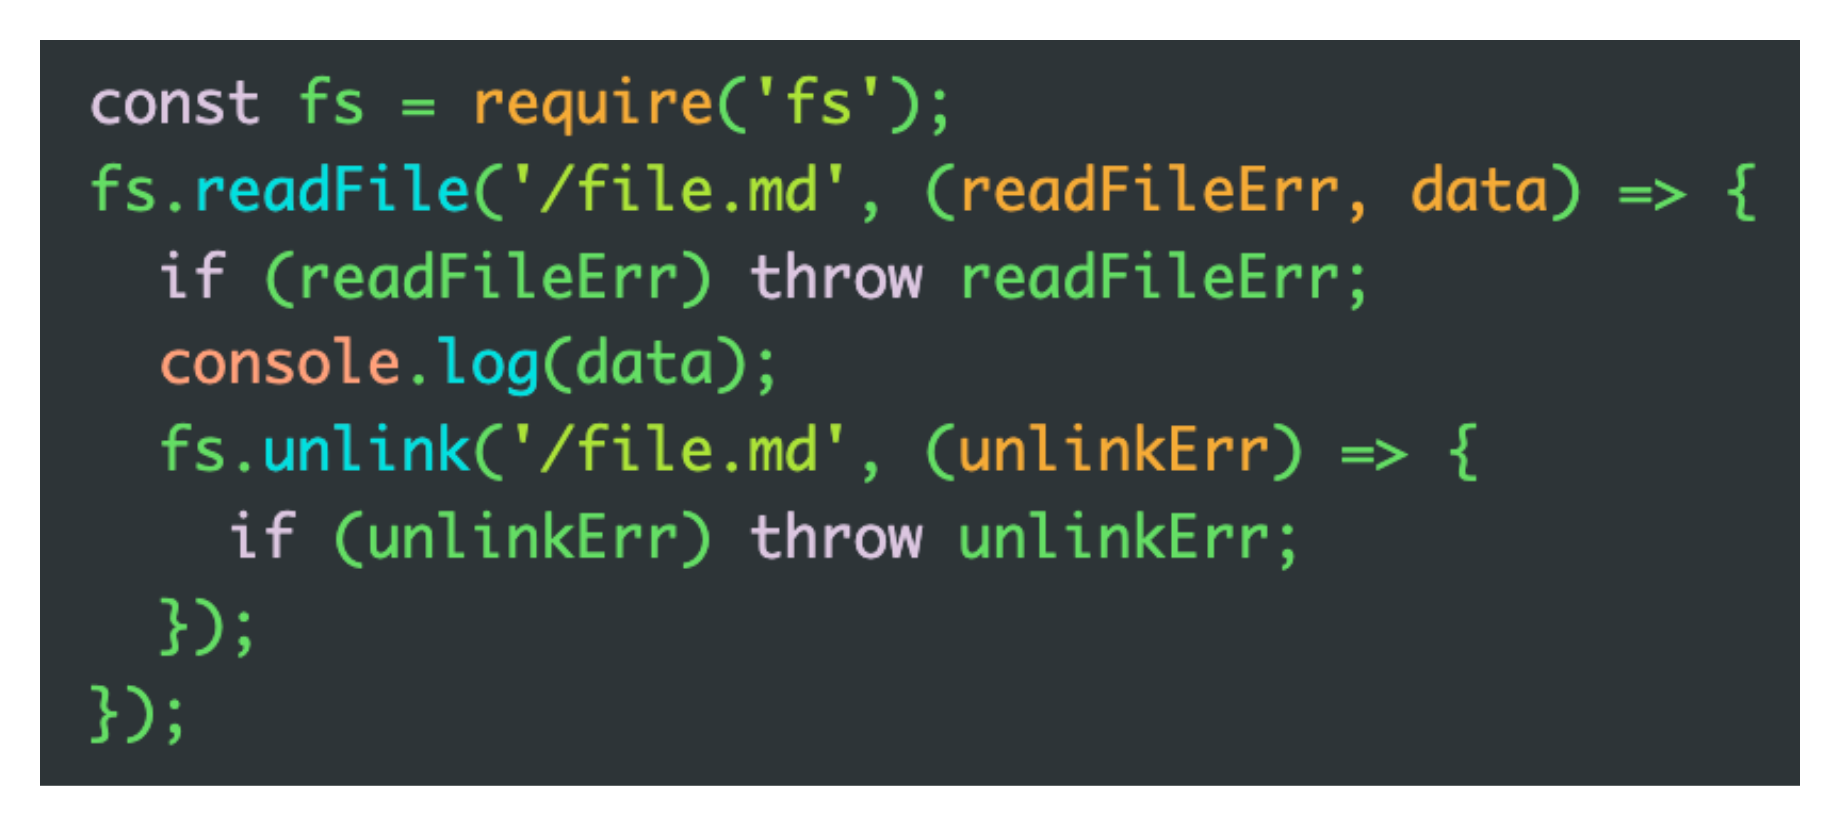 const fs = require('fs');
fs.readFile('/file.md', (readFileErr, data) => {
  if (readFileErr) throw readFileErr;
  console.log(data);
  fs.unlink('/file.md', (unlinkErr) => {
    if (unlinkErr) throw unlinkErr;
  });
});